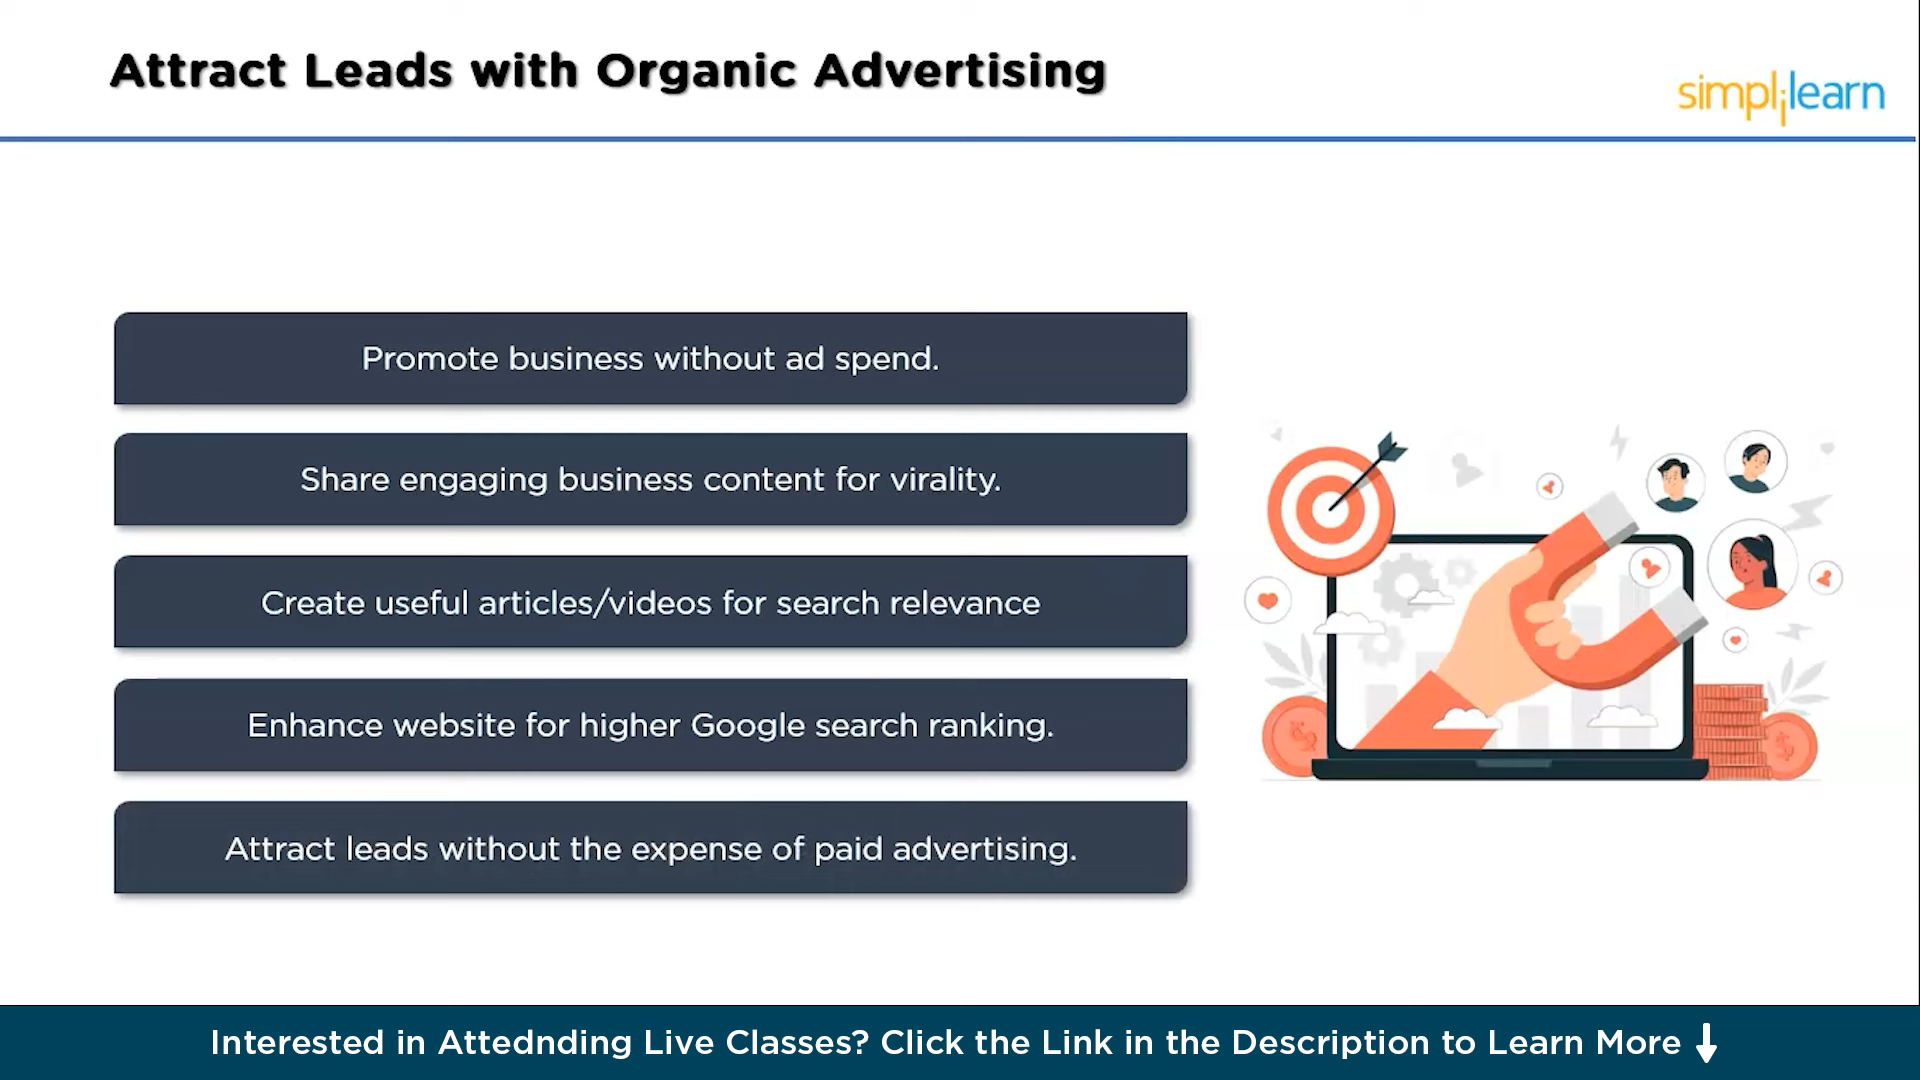 Attract Leads with Organic Advertising
simplilearn
Promote business without ad spend.
Share engaging business content for virality.
Create useful articles/videos for search relevance
Enhance website for higher Google search ranking.
Attract leads without the expense of paid advertising.
Interested in Attednding Live Classes? Click the Link in the Description to Learn More